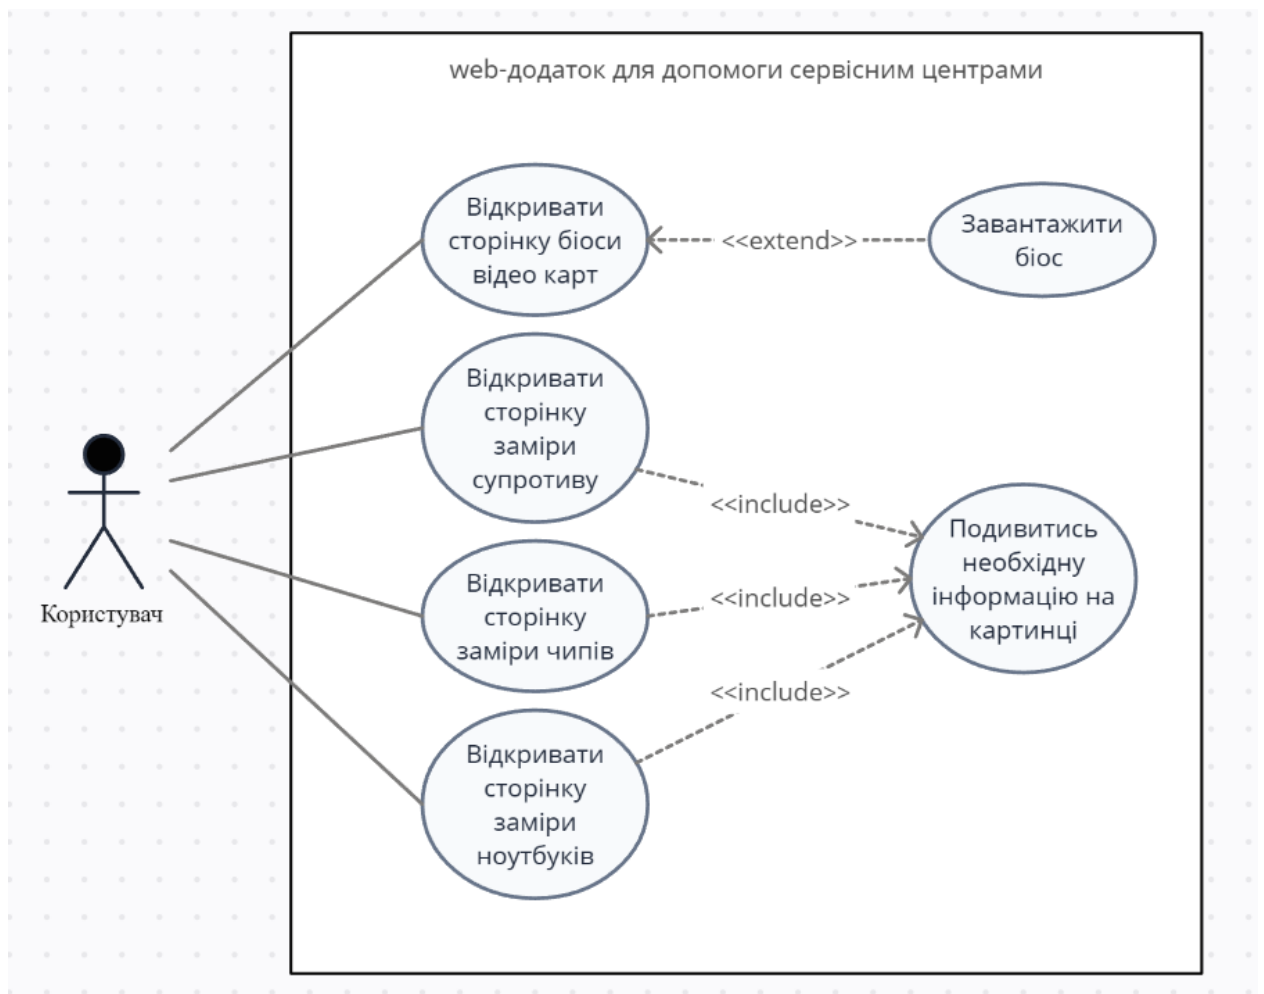 web-додаток для допомоги сервісним центрами
Відкривати
сторінку біоси
відео карт
<<extend>>
Завантажити
біос
Відкривати
сторінку
заміри
супротиву
<<include>>
Подивитись
необхідну
інформацію на
картинці
Користувач
Відкривати
сторінку
заміри чипів
<<include>>
<<include>>
Відкривати
сторінку
заміри
ноутбуків